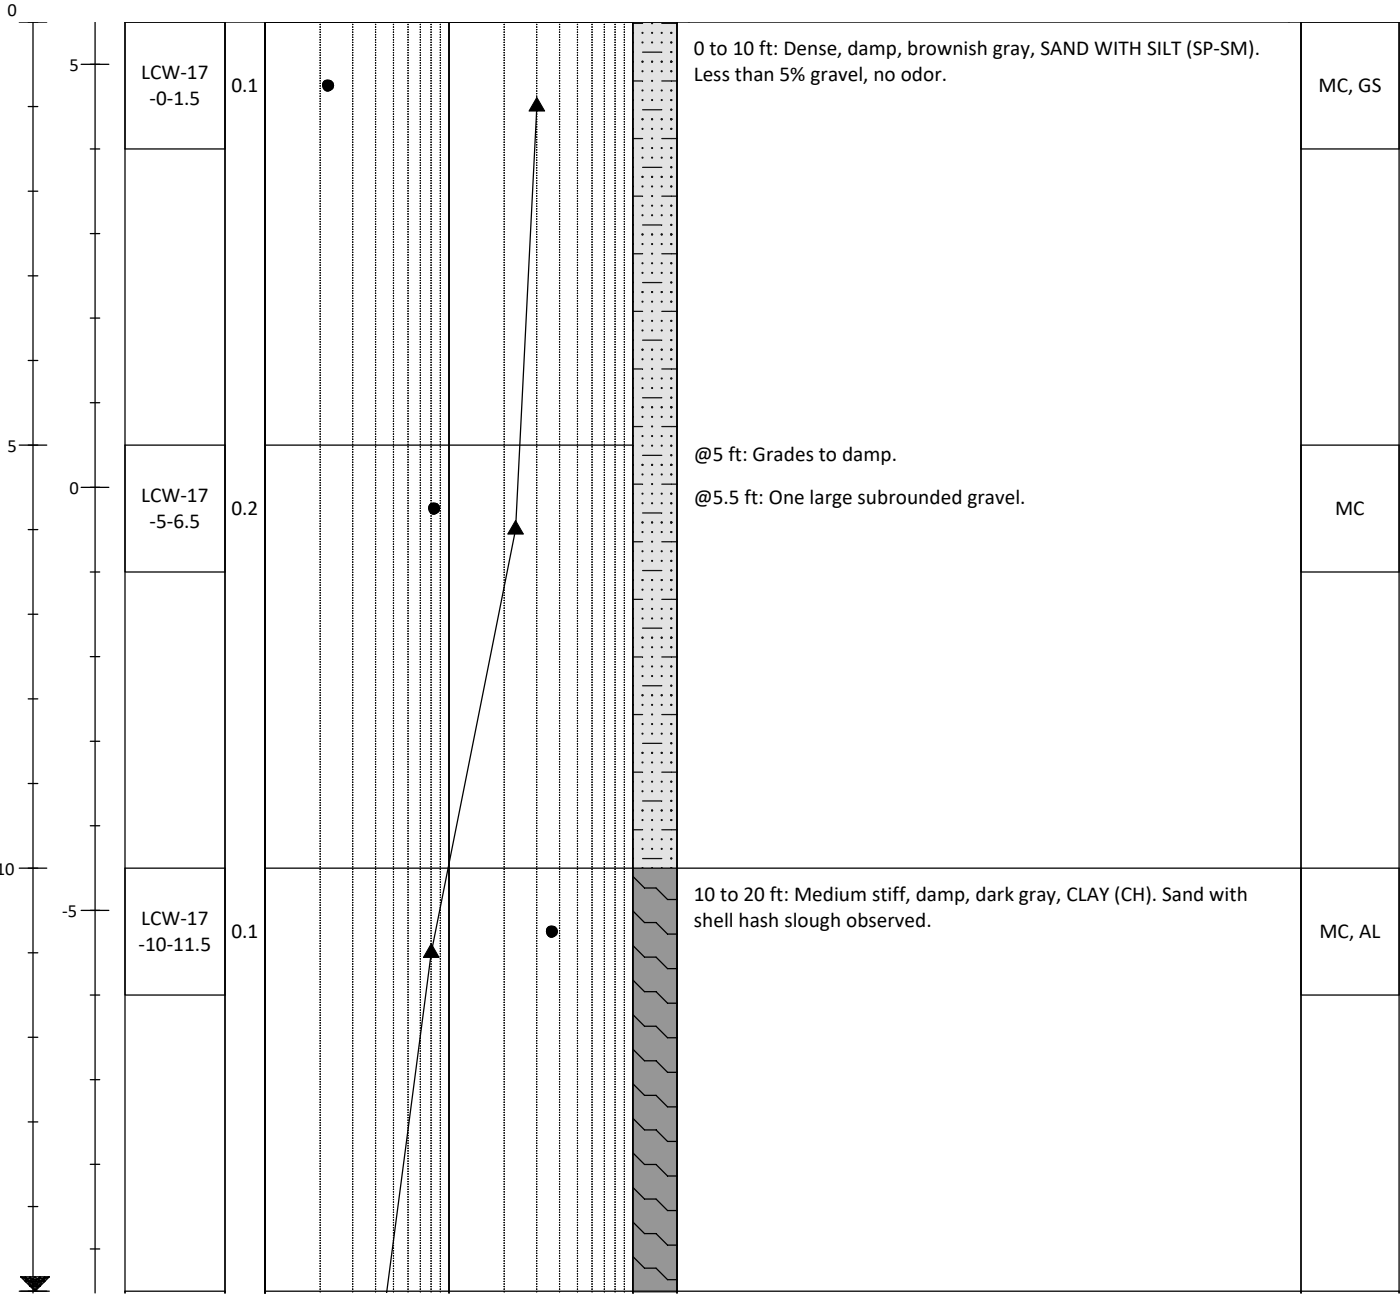 0
5
LCW-17
-0-1.5
0.1
0 to 10 ft: Dense, damp, brownish gray, SAND WITH SILT (SP-SM).
Less than 5% gravel, no odor.
MC, GS
5
0
LCW-17
-5-6.5
0.2
@5 ft: Grades to damp.
@5.5 ft: One large subrounded gravel.
MC
10
-5
LCW-17
-10-11.5
0.1
10 to 20 ft: Medium stiff, damp, dark gray, CLAY (CH). Sand with
shell hash slough observed.
MC, AL